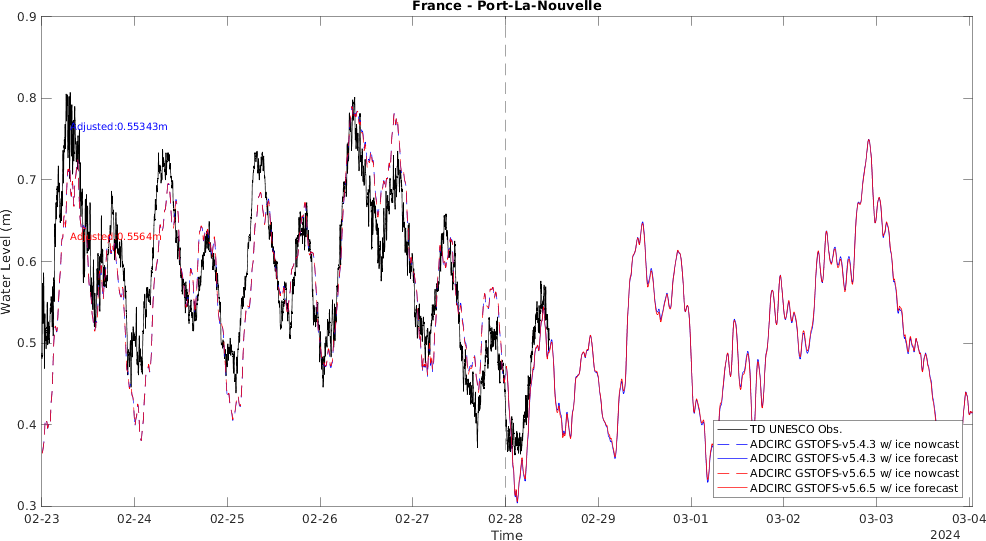 France - Port-La-Nouvelle
0.9
0.8
0.7
0.6
0.5
0.4
0.3
Water Level (m)
Adjusted:0.55343m
Adjusted:0.5564m
TD UNESCO Obs.
ADCIRC GSTOFS-v5.4.3 w/ ice nowcast
ADCIRC GSTOFS-v5.4.3 w/ ice forecast
ADCIRC GSTOFS-v5.6.5 w/ ice nowcast
ADCIRC GSTOFS-v5.6.5 w/ ice forecast
02-23 02-24 02-25 02-26 02-27 02-28 02-29 03-01 03-02 03-03 03-04
Time
2024